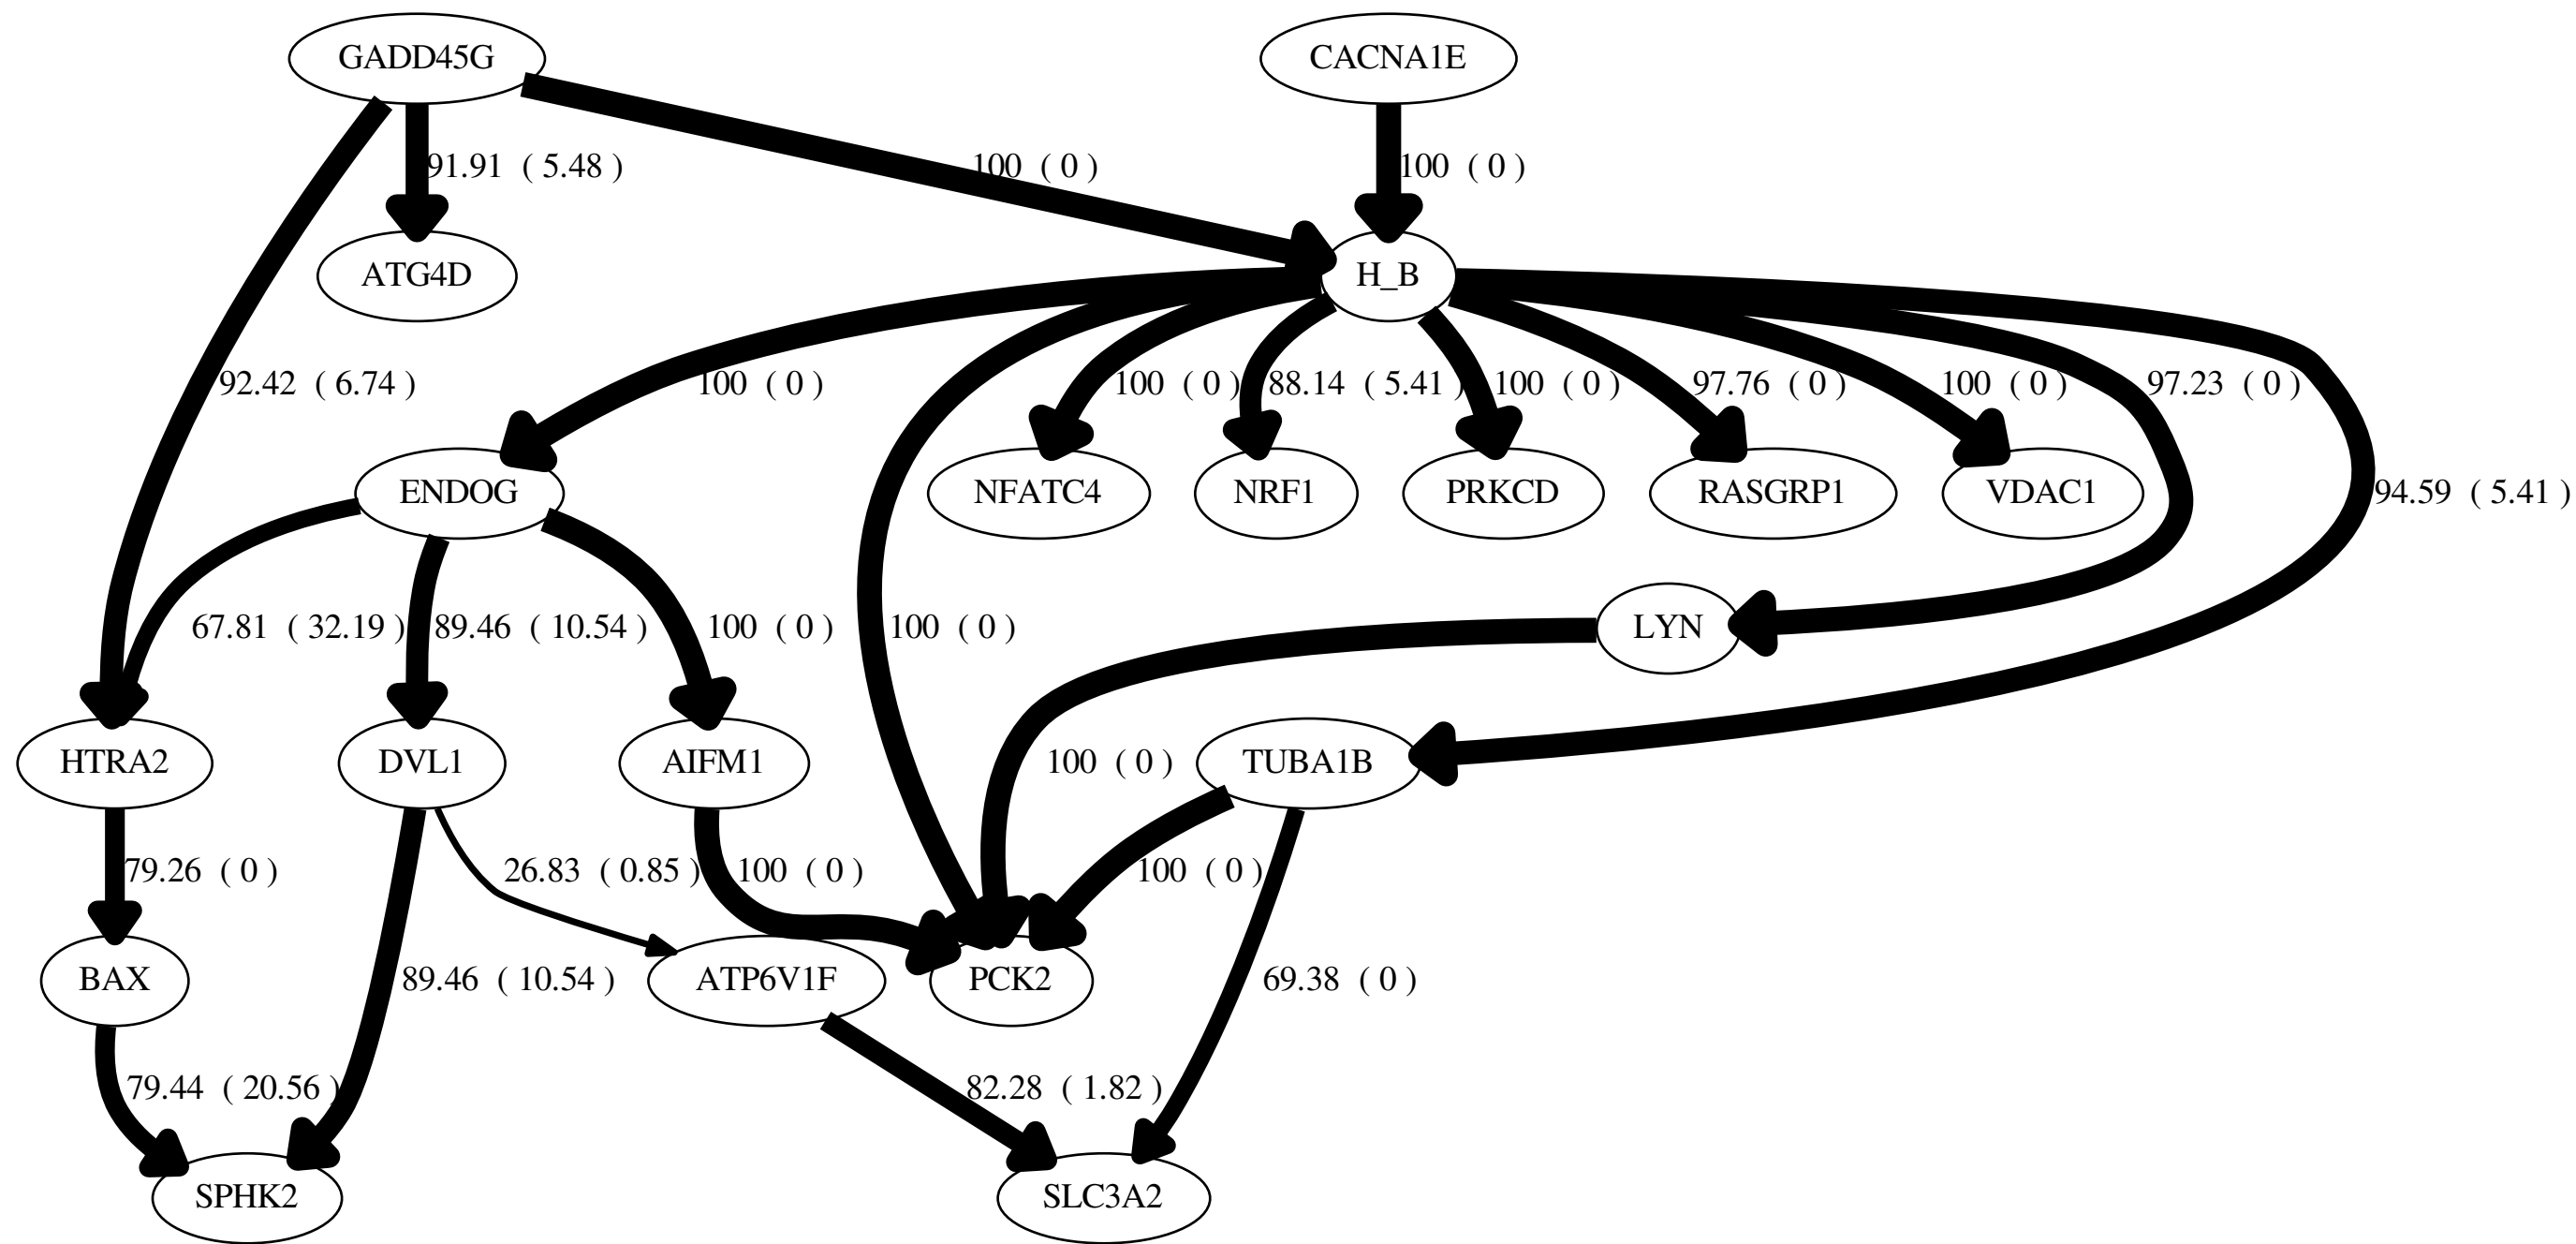 GADD45G
CACNA1E
91.91 ( 5.48 )
100 ( 0 )
100 ( 0 )
ATG4D
H_B
92.42 ( 6.74 )
100 ( 0 )
100 ( 0 )
88.14 ( 5.41 )
100 ( 0 )
97.76 ( 0 )
100 ( 0 )
97.23 ( 0 )
ENDOG
NFATC4
NRF1
PRKCD
RASGRP1
VDAC1
94.59 ( 5.41 )
67.81 ( 32.19 )
89.46 ( 10.54 )
100 ( 0 )
100 ( 0 )
LYN
HTRA2
DVL1
AIFM1
100 ( 0 )
TUBA1B
79.26 ( 0 )
26.83 ( 0.85 )
100 ( 0 )
100 ( 0 )
BAX
89.46 ( 10.54 )
ATP6V1F
PCK2
69.38 ( 0 )
79.44 ( 20.56 )
82.28 ( 1.82 )
SPHK2
SLC3A2